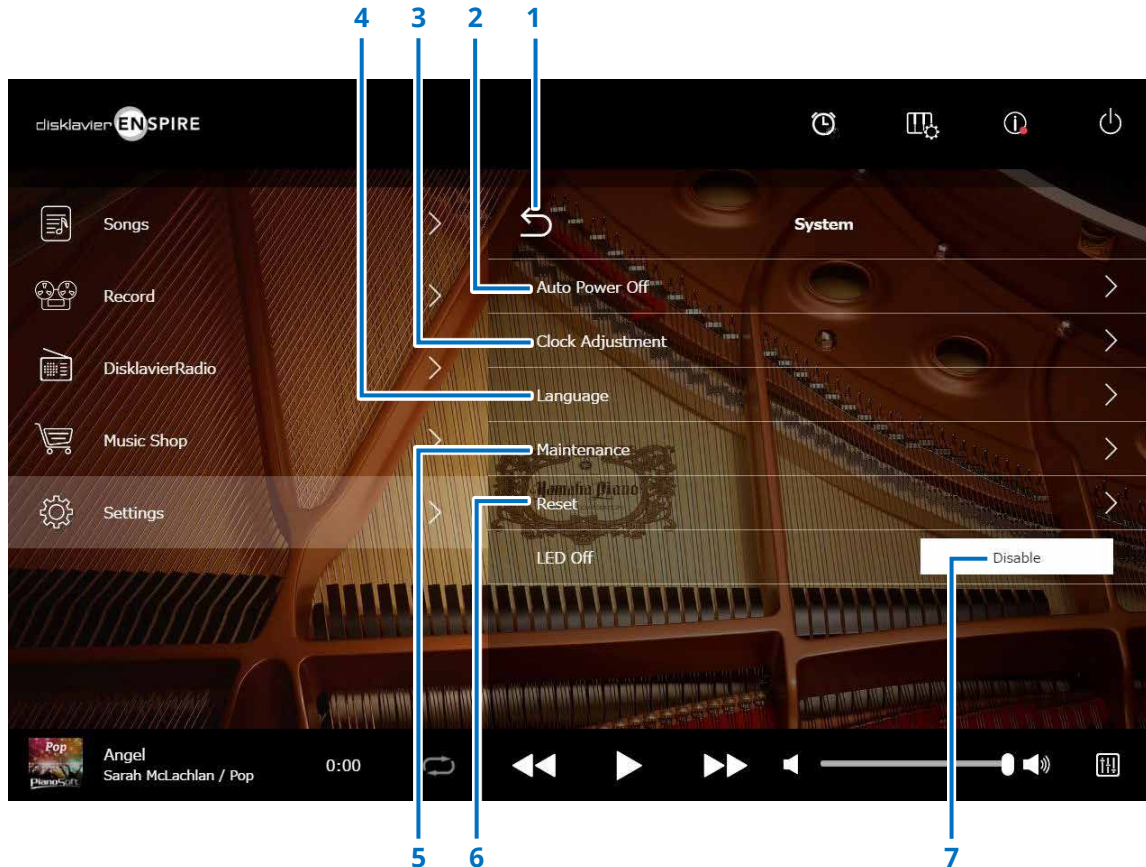 4 3 2 1
disklavier ENSPIRE
Songs
Record
DisklavierRadio
Music Shop
Settings
System
Auto Power Off
Clock Adjustment
Language
Maintenance
Reset
LED Off Disable
Yamaha Piano
Pop
PianoSoft
Angel
Sarah McLachlan / Pop
0:00
5 6 7